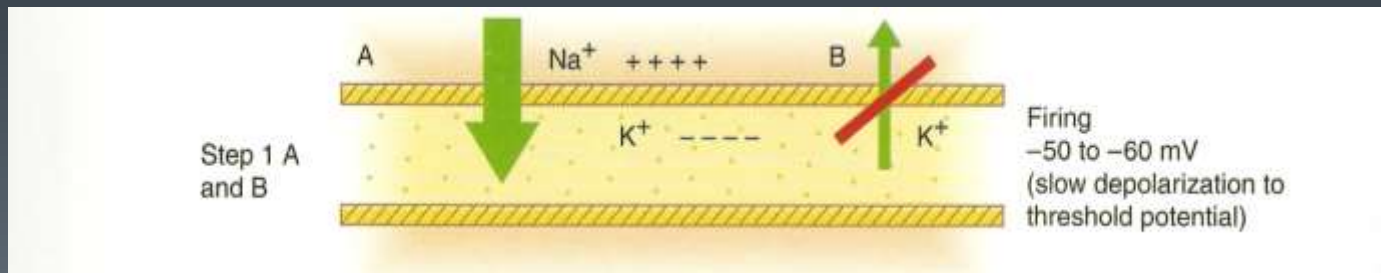 A
Na+ ++++
B
K+ ----
K+
Step 1 A
and B
Firing
–50 to –60 mV
(slow depolarization to
threshold potential)